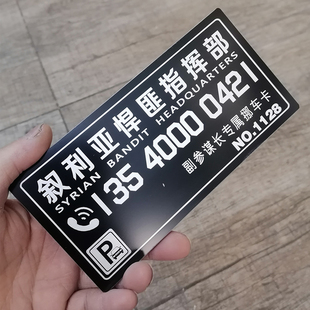 叙利亚悍匪指挥部
SYRIAN BANDIT HEADQUARTERS
135 4000 0421
副参谋长专属挪车卡
NO.1128
P